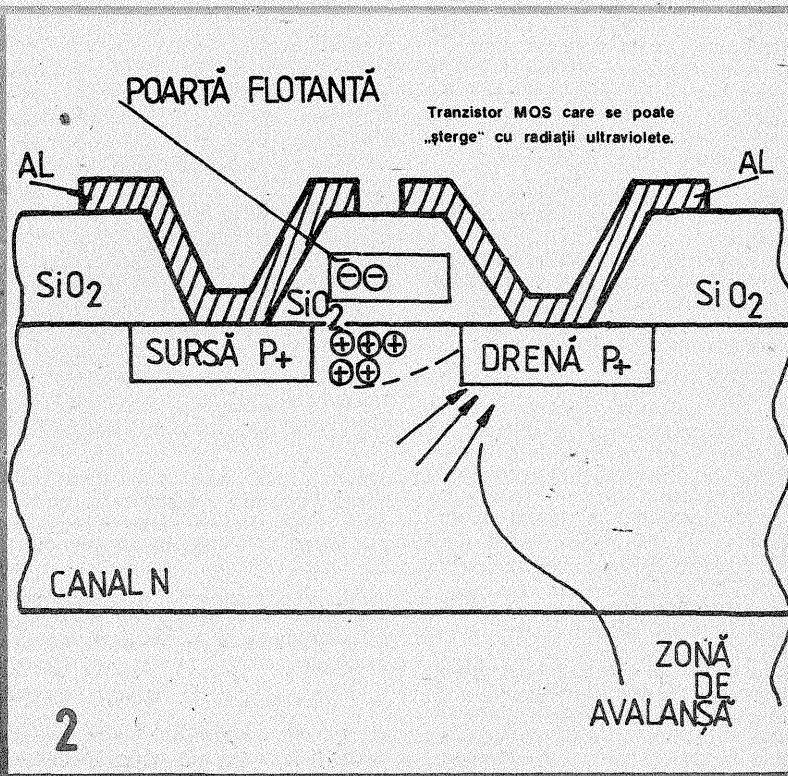 POARTĂ FLOTANTĂ
Tranzistor MOS care se poate
„șterge“ cu radiații ultraviolete.
AL
AL
SiO2
SiO2
SiO2
⊖⊖
SURSĂ P+
⊕⊕⊕
⊕⊕
DRENĂ P+
CANAL N
ZONĂ
DE
AVALANȘĂ
2